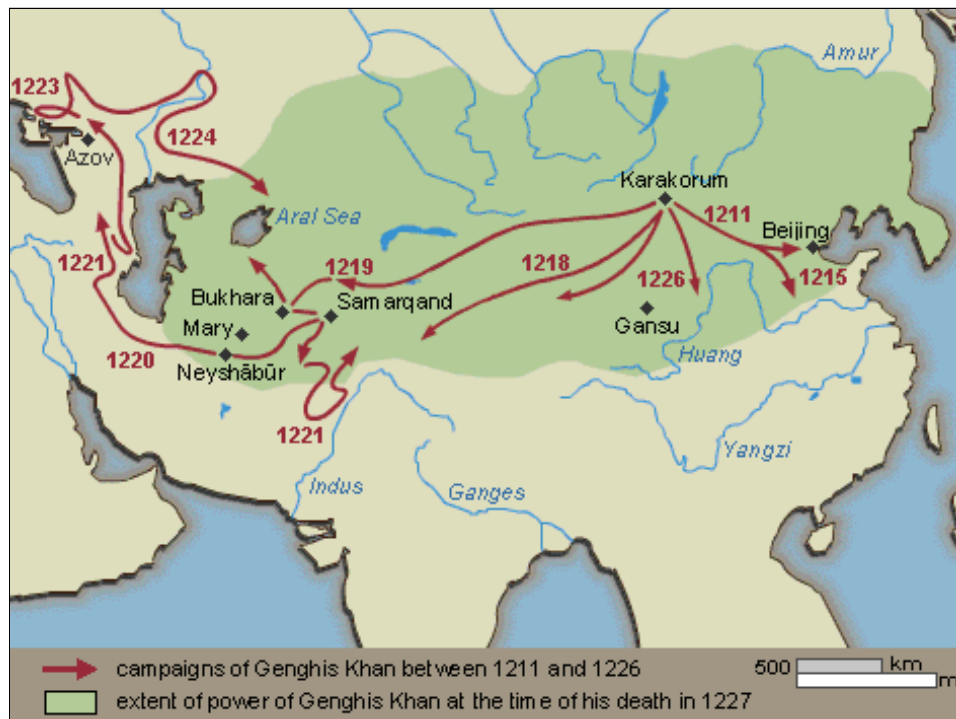 1223
Azov
1224
Amur
Karakorum
Aral Sea
1211
Beijing
1221
1219
1218
1226
1215
Bukhara
Samarqand
Mary
Gansu
1220
Neyshābūr
Huang
1221
Indus
Ganges
Yangzi
campaigns of Genghis Khan between 1211 and 1226
500 km
m
extent of power of Genghis Khan at the time of his death in 1227